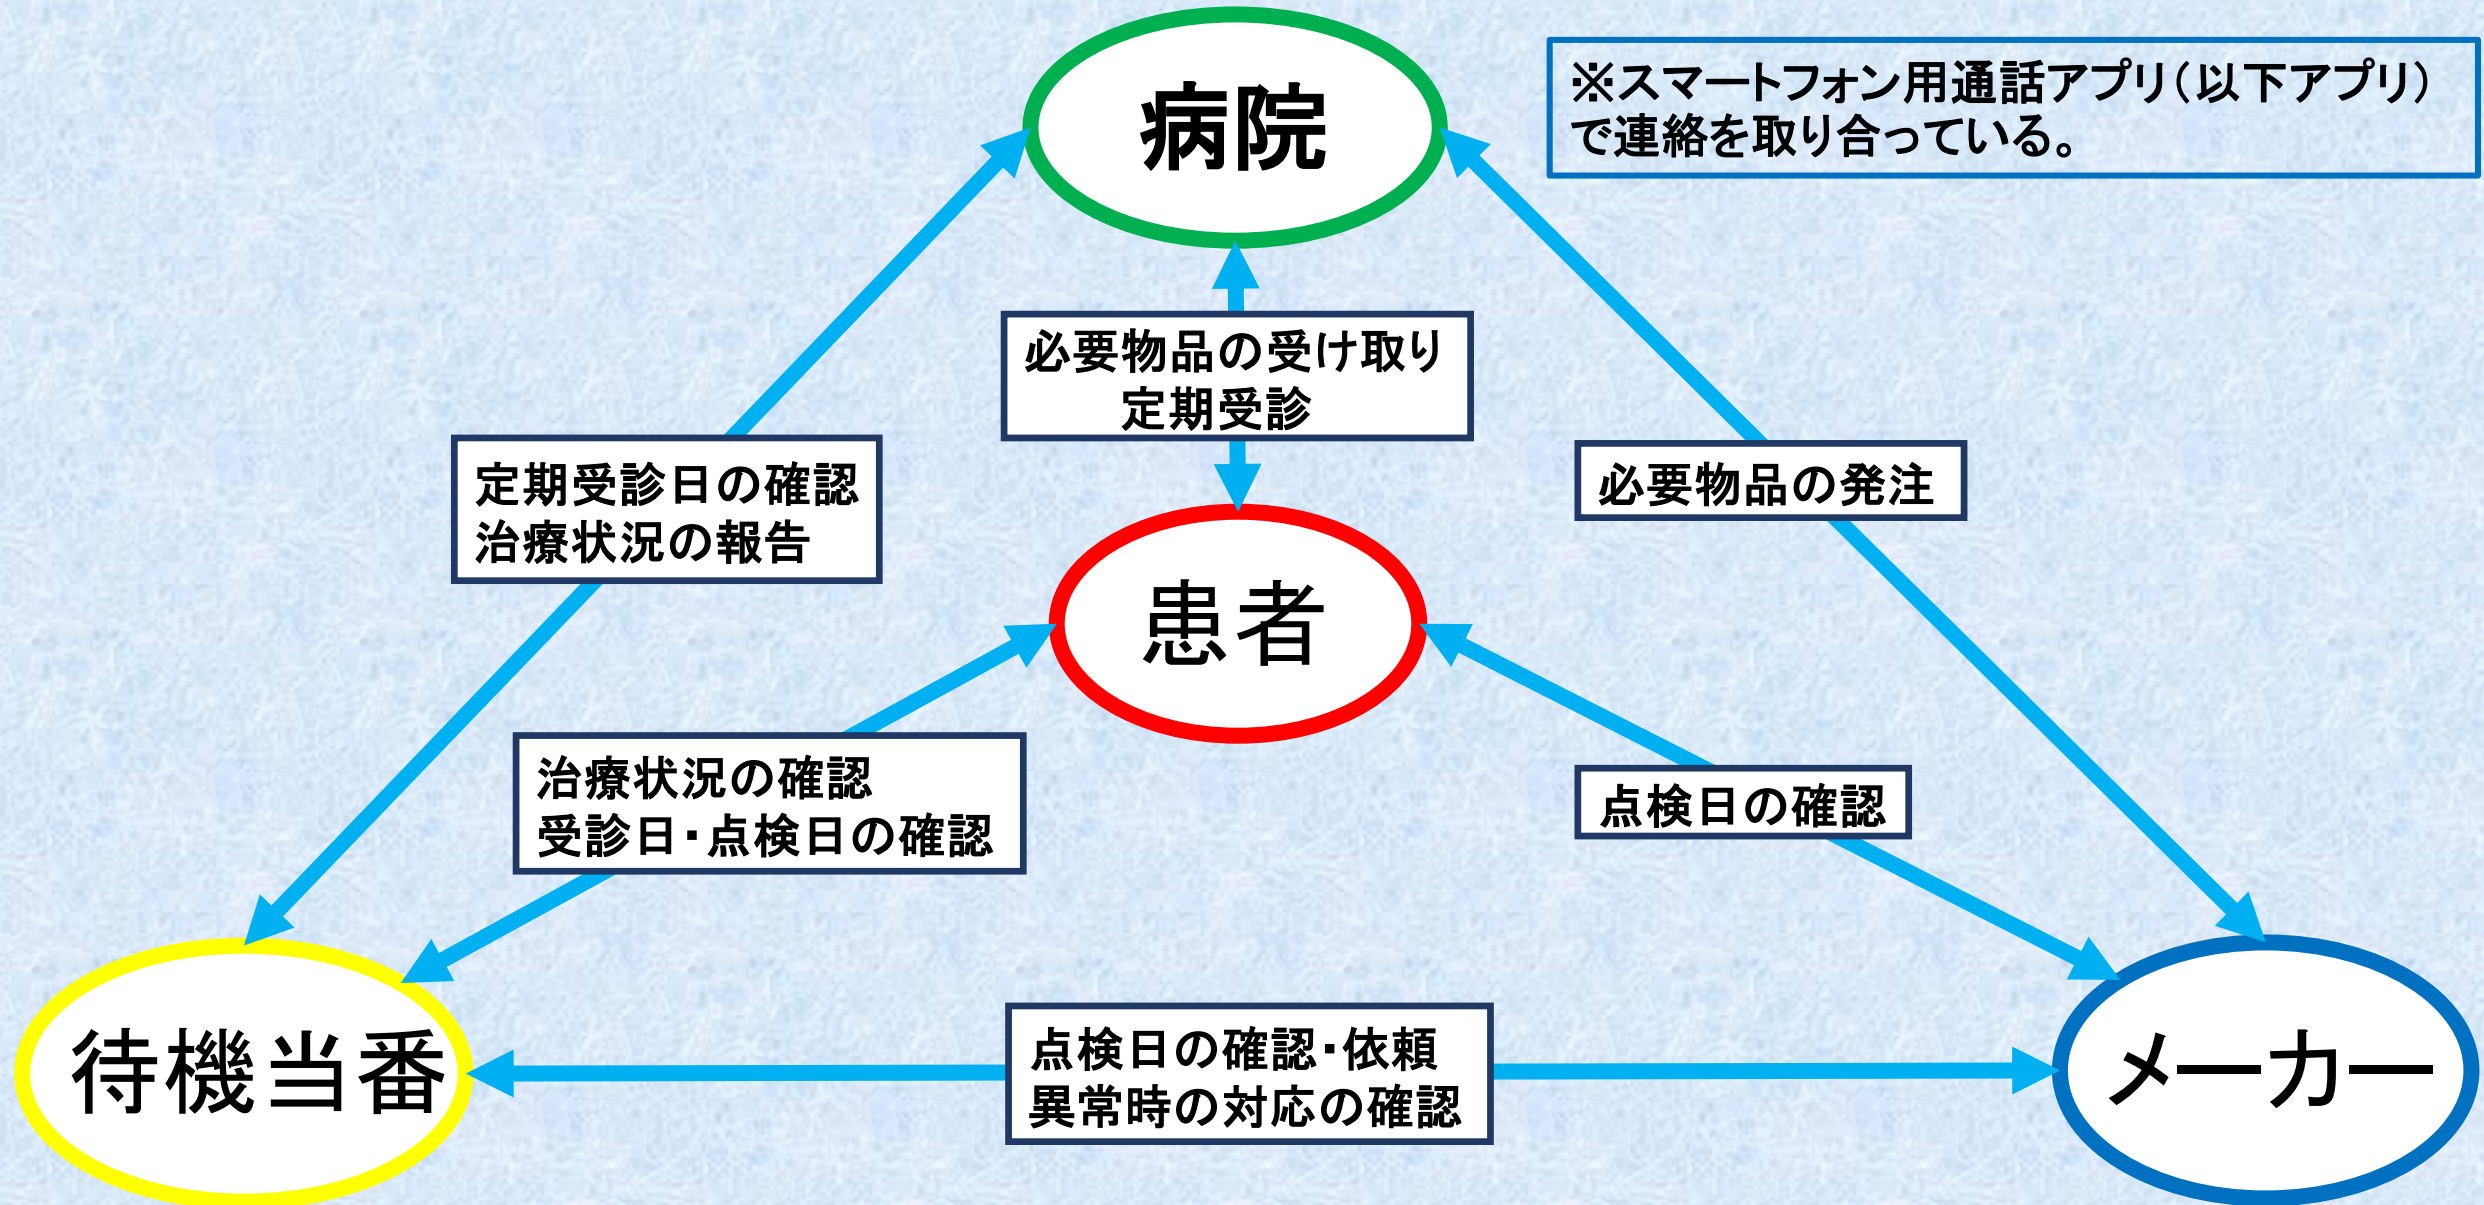 病院
※スマートフォン用通話アプリ（以下アプリ）
で連絡を取り合っている。
必要物品の受け取り
定期受診
定期受診日の確認
治療状況の報告
必要物品の発注
患者
治療状況の確認
受診日・点検日の確認
点検日の確認
待機当番
点検日の確認・依頼
異常時の対応の確認
メーカー